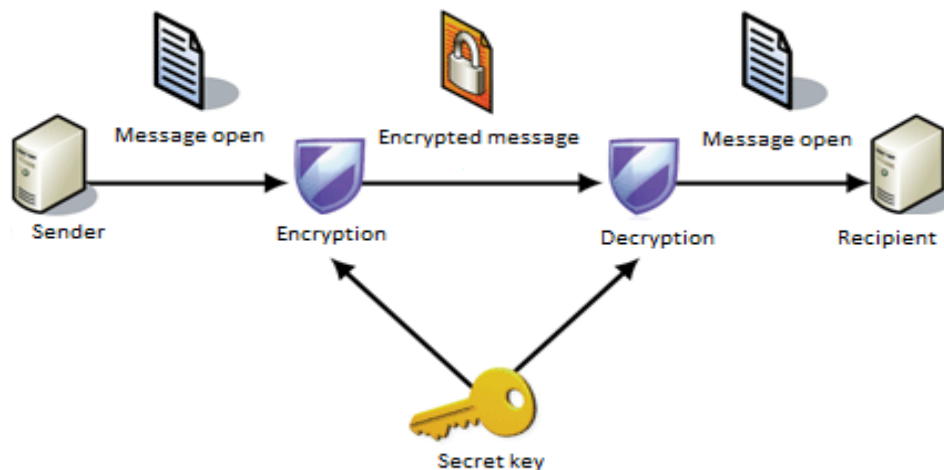 Message open
Encrypted message
Message open
Sender
Encryption
Decryption
Recipient
Secret key